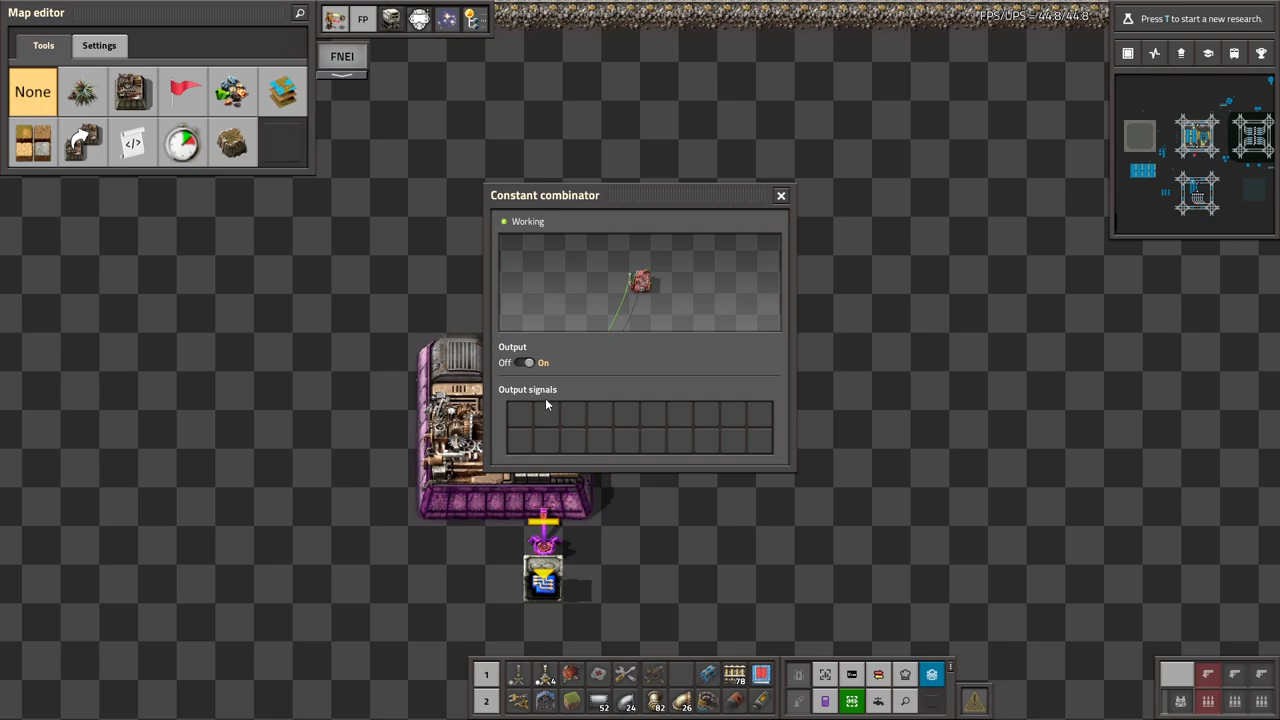 Map editor
FP
FPS/UPS = 44.8/44.8
Press T to start a new research.
Tools
Settings
FNEI
None
Constant combinator
Working
Output
Off
On
Output signals
1
4
78
2
52
24
82
26